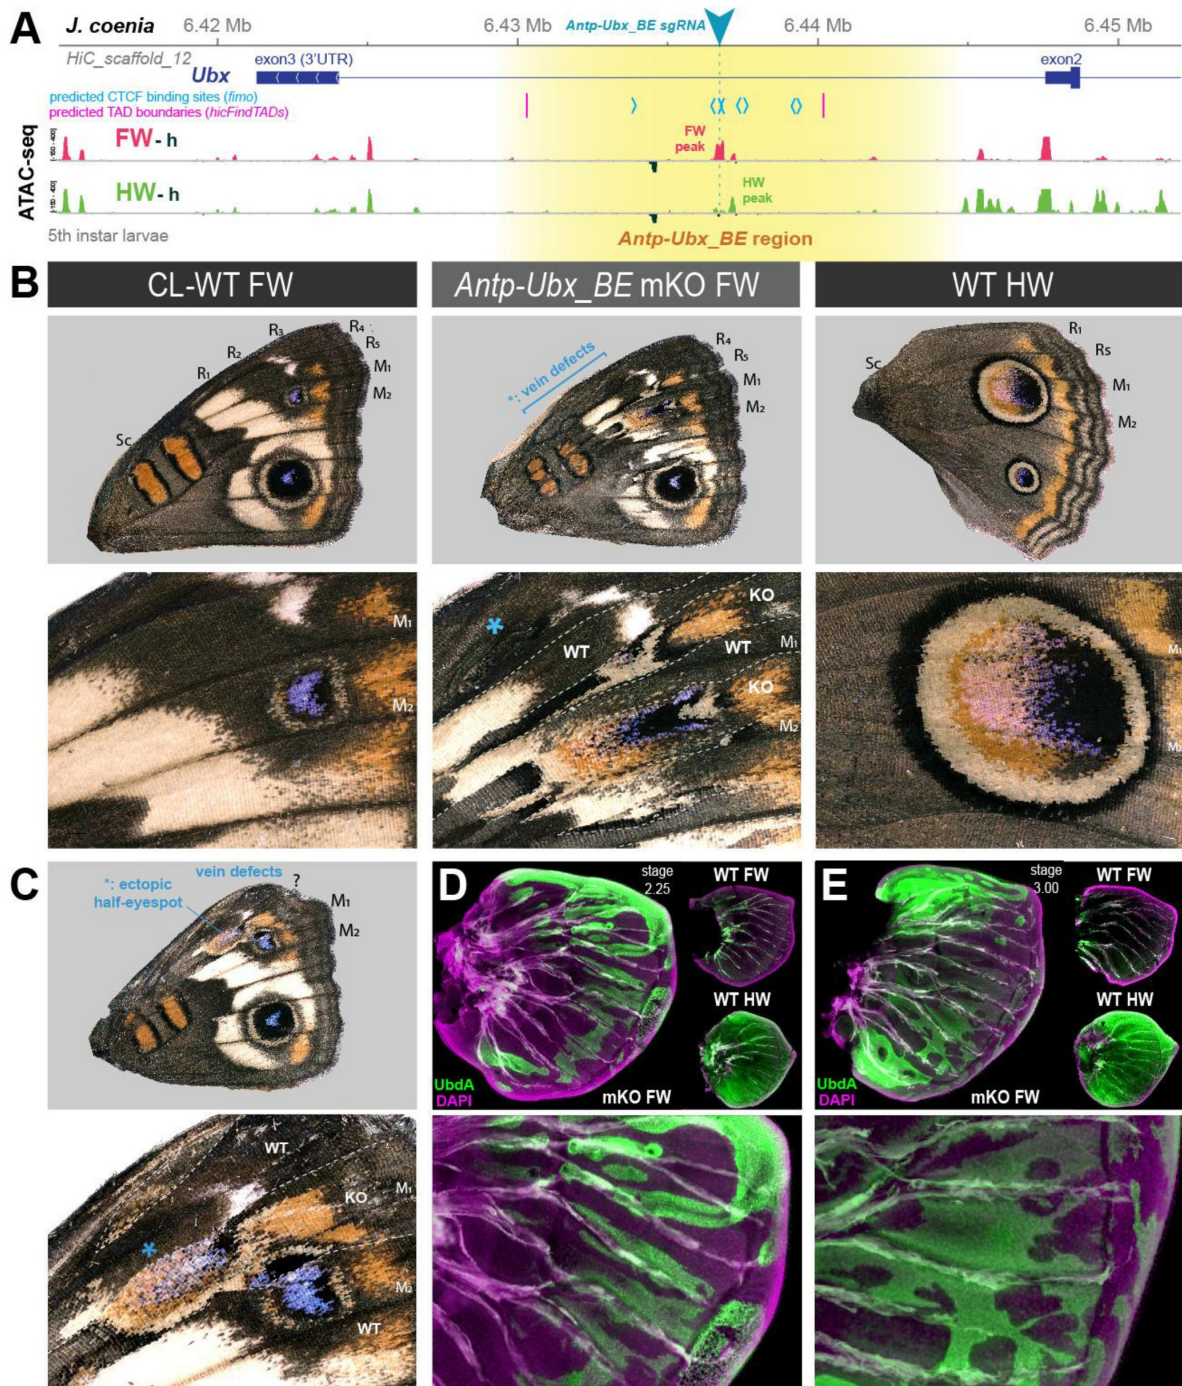 A
J. coenia
6.42 Mb
6.43 Mb
Antp-Ubx_BE sgRNA
6.44 Mb
6.45 Mb
HiC_scaffold_12
exon3 (3'UTR)
exon2
Ubx
predicted CTCF binding sites (fimo)
predicted TAD boundaries (hicFindTADs)
ATAC-seq
FW - h
FW
peak
HW - h
HW
peak
5th instar larvae
Antp-Ubx_BE region
B
CL-WT FW
Antp-Ubx_BE mKO FW
WT HW
Sc
R1
R2
R3
R4
R5
M1
M2
*: vein defects
R4
R5
M1
M2
Sc
R1
Rs
M1
M2
M1
M2
*
WT
KO
WT
M1
KO
M2
M1
C
vein defects
*: ectopic
half-eyespot
?
M1
M2
WT
KO
M1
*
M2
WT
D
stage
2.25
WT FW
WT HW
UbdA
DAPI
mKO FW
E
stage
3.00
WT FW
WT HW
UbdA
DAPI
mKO FW